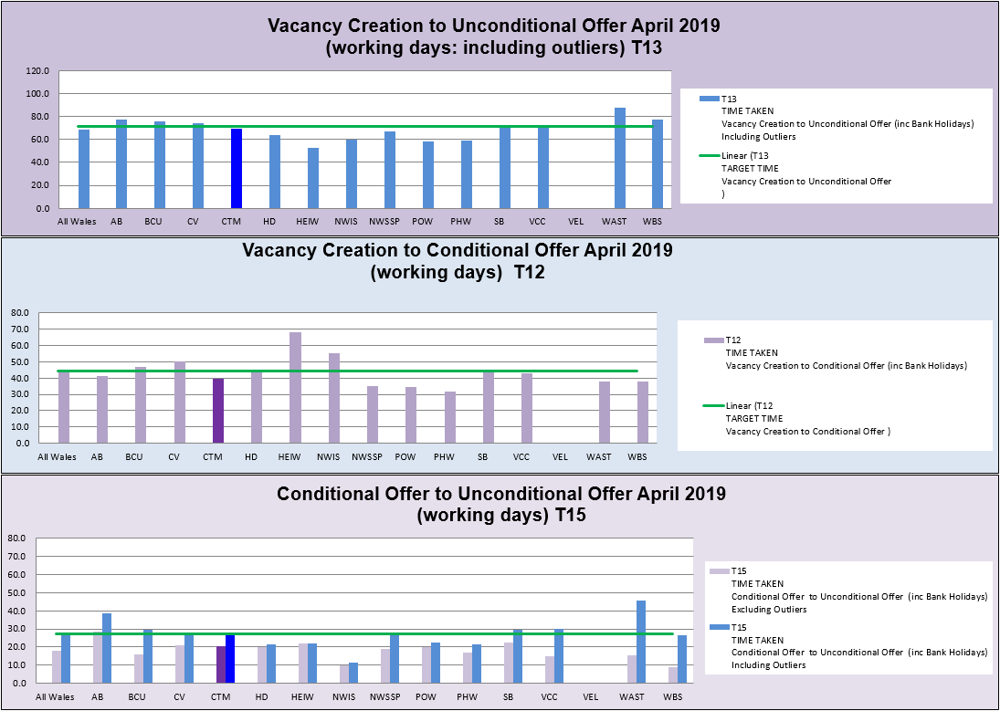 Vacancy Creation to Unconditional Offer April 2019
(working days: including outliers) T13
120.0
100.0
80.0
60.0
40.0
20.0
0.0
All Wales AB BCU CV CTM HD HEIW NWIS NWSSP POW PHW SB VCC VEL WAST WBS
T13
TIME TAKEN
Vacancy Creation to Unconditional Offer (inc Bank Holidays)
Including Outliers
Linear (T13
TARGET TIME
Vacancy Creation to Unconditional Offer
)
Vacancy Creation to Conditional Offer April 2019
(working days) T12
80.0
70.0
60.0
50.0
40.0
30.0
20.0
10.0
0.0
All Wales AB BCU CV CTM HD HEIW NWIS NWSSP POW PHW SB VCC VEL WAST WBS
T12
TIME TAKEN
Vacancy Creation to Conditional Offer (inc Bank Holidays)
Linear (T12
TARGET TIME
Vacancy Creation to Conditional Offer )
Conditional Offer to Unconditional Offer April 2019
(working days) T15
80.0
70.0
60.0
50.0
40.0
30.0
20.0
10.0
0.0
All Wales AB BCU CV CTM HD HEIW NWIS NWSSP POW PHW SB VCC VEL WAST WBS
T15
TIME TAKEN
Conditional Offer to Unconditional Offer (inc Bank Holidays)
Excluding Outliers
T15
TIME TAKEN
Conditional Offer to Unconditional Offer (inc Bank Holidays)
Including Outliers